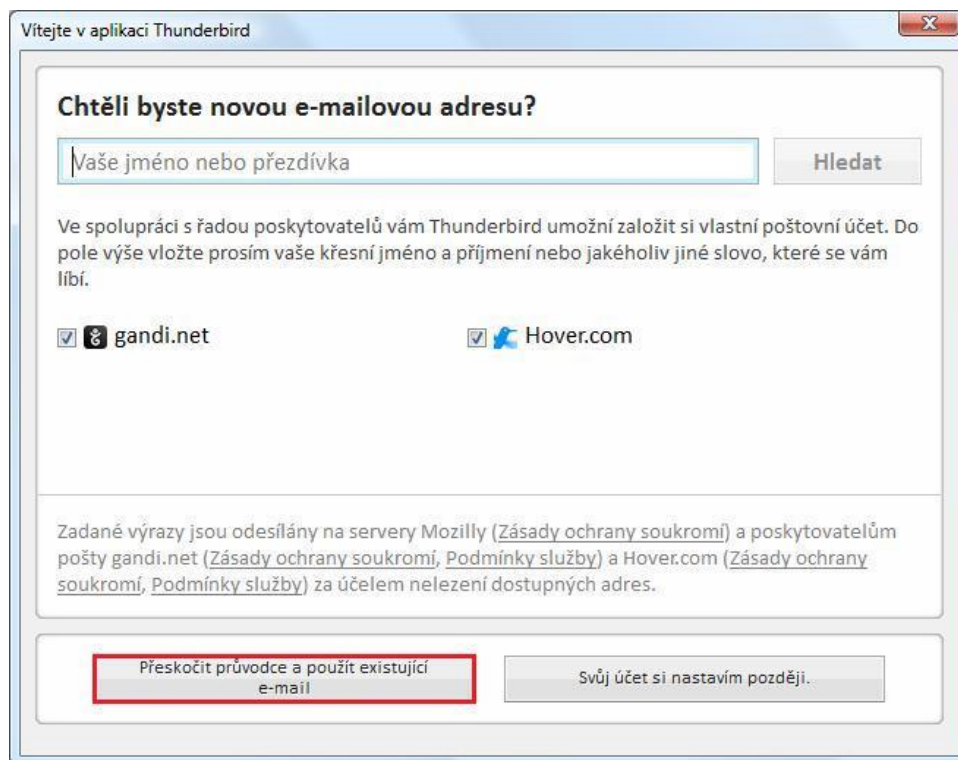 Vítejte v aplikaci Thunderbird
Chtěli byste novou e-mailovou adresu?
Vaše jméno nebo přezdívka
Hledat
Ve spolupráci s řadou poskytovatelů vám Thunderbird umožní založit si vlastní poštovní účet. Do
pole výše vložte prosím vaše křesní jméno a příjmení nebo jakéholiv jiné slovo, které se vám
líbí.
gandi.net
Hover.com
Zadané výrazy jsou odesílány na servery Mozilly (Zásady ochrany soukromí) a poskytovatelům
pošty gandi.net (Zásady ochrany soukromí, Podmínky služby) a Hover.com (Zásady ochrany
soukromí, Podmínky služby) za účelem nelezení dostupných adres.
Přeskočit průvodce a použít existující
e-mail
Svůj účet si nastavím později.